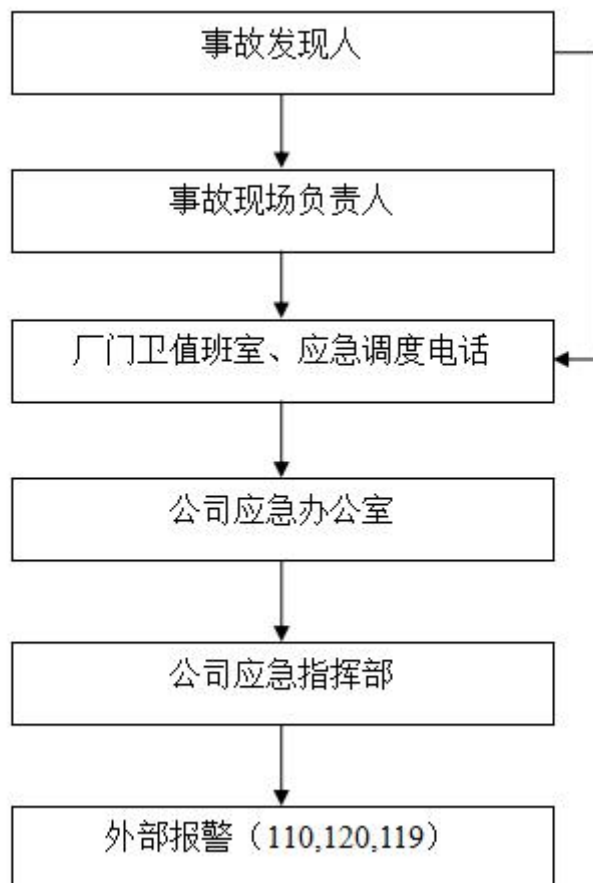 事故发现人
事故现场负责人
厂门卫值班室、应急调度电话
公司应急办公室
公司应急指挥部
外部报警（110,120,119）